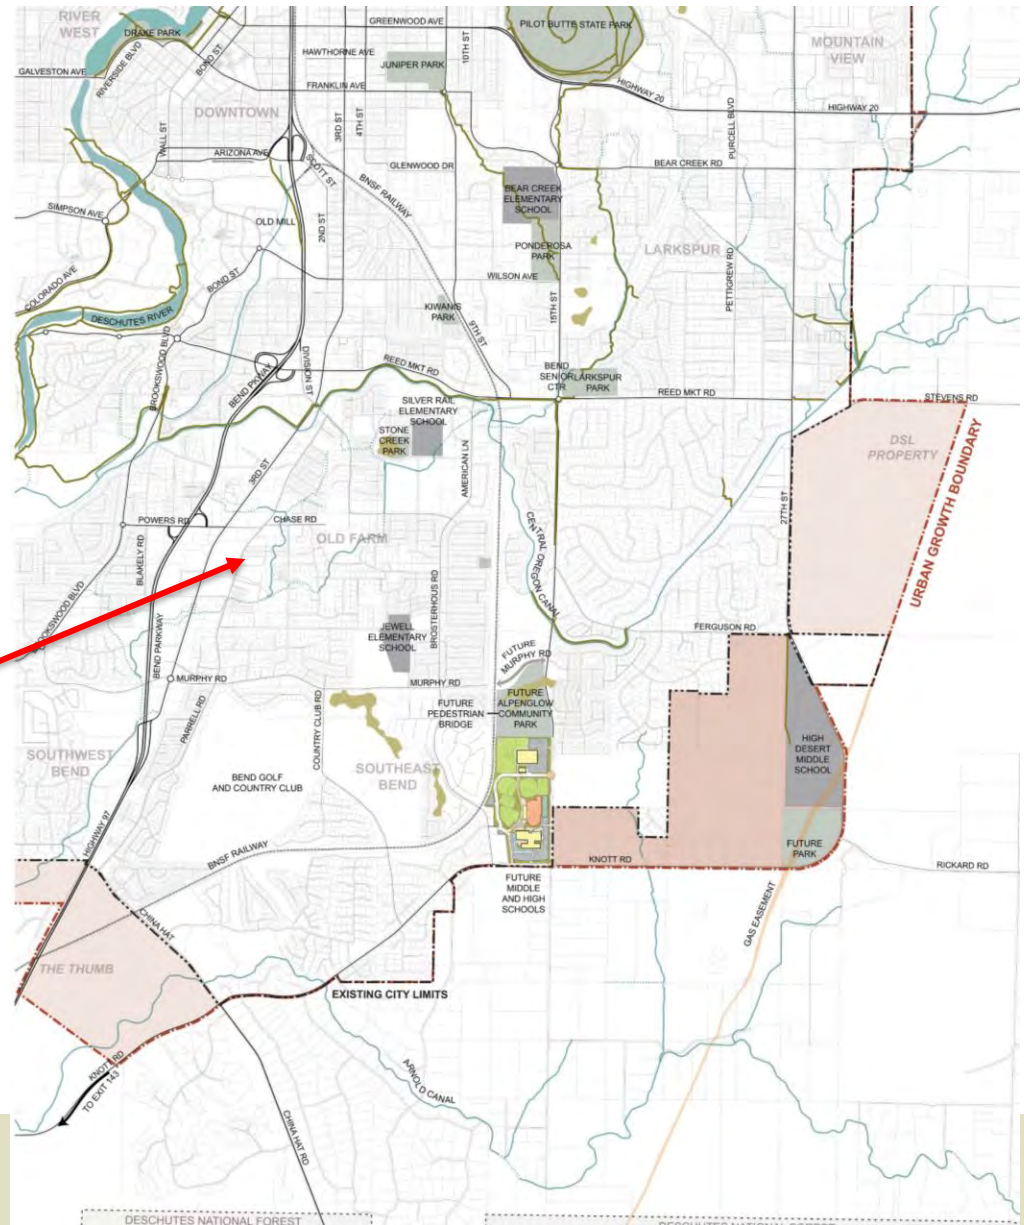 RIVER
WEST
DRAKE PARK
GREENWOOD AVE
PILOT BUTTE STATE PARK
MOUNTAIN
VIEW
GALVESTON AVE
RIVERSIDE BLVD
BOND ST
HAWTHORNE AVE
JUNIPER PARK
10TH ST
FRANKLIN AVE
HIGHWAY 20
HIGHWAY 20
DOWNTOWN
WALL ST
3RD ST
4TH ST
PURCELL BLVD
ARIZONA AVE
SCOTT ST
GLENWOOD DR
BEAR CREEK RD
BNSF RAILWAY
BEAR CREEK
ELEMENTARY
SCHOOL
SIMPSON AVE
OLD MILL
2ND ST
PONDEROSA
PARK
LARKSPUR
COLORADO AVE
BOND ST
WILSON AVE
PETTIGREW RD
DESCHUTES RIVER
KIWANIS
PARK
9TH ST
15TH ST
BROOKSWOOD BLVD
BEND PKWAY
DIVISION ST
REED MKT RD
BEND
SENIOR
CTR
LARKSPUR
PARK
REED MKT RD
STEVENS RD
SILVER RAIL
ELEMENTARY
SCHOOL
STONE
CREEK
PARK
DSL
PROPERTY
3RD ST
AMERICAN LN
27TH ST
URBAN GROWTH BOUNDARY
POWERS RD
CHASE RD
OLD FARM
CENTRAL OREGON CANAL
BLAKELY RD
BROOKSWOOD BLVD
BROSTERHOUS RD
JEWELL
ELEMENTARY
SCHOOL
FERGUSON RD
BEND PARKWAY
FUTURE
MURPHY RD
MURPHY RD
MURPHY RD
PARRELL RD
COUNTRY CLUB RD
FUTURE
PEDESTRIAN
BRIDGE
FUTURE
ALPENGLOW
COMMUNITY
PARK
HIGH
DESERT
MIDDLE
SCHOOL
SOUTHWEST
BEND
BEND GOLF
AND COUNTRY CLUB
SOUTHEAST
BEND
HIGHWAY 97
BNSF RAILWAY
KNOTT RD
FUTURE
PARK
RICKARD RD
FUTURE
MIDDLE
AND HIGH
SCHOOLS
CHINA HAT
GAS EASEMENT
THE THUMB
EXISTING CITY LIMITS
KNOTT RD
TO EXIT 143
ARNOLD CANAL
CHINA HAT RD
DESCHUTES NATIONAL FOREST